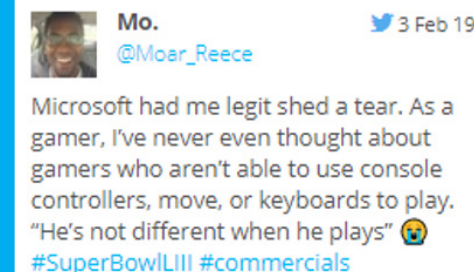 Mo.
3 Feb 19
@Moar_Reece
Microsoft had me legit shed a tear. As a
gamer, I've never even thought about
gamers who aren't able to use console
controllers, move, or keyboards to play.
“He's not different when he plays” 😭
#SuperBowlLIII #commercials